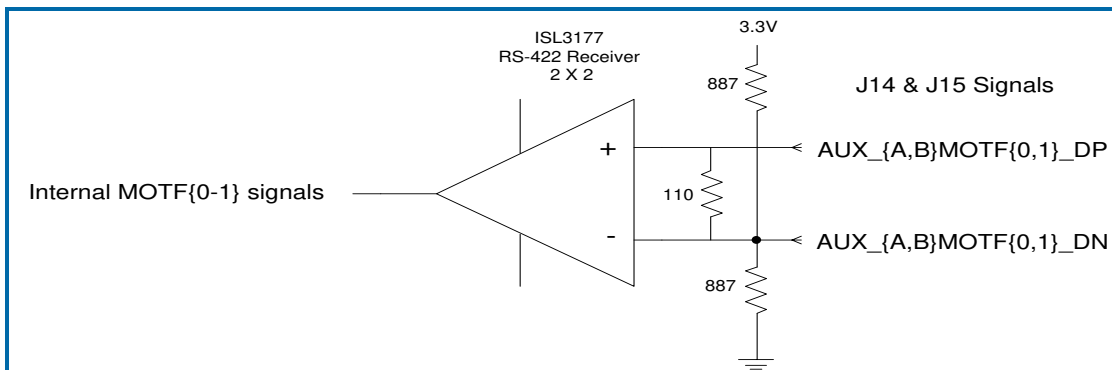 ISL3177
RS-422 Receiver
2 X 2
3.3V
887
J14 & J15 Signals
+
AUX_{A,B}MOTF{0,1}_DP
Internal MOTF{0-1} signals
110
-
AUX_{A,B}MOTF{0,1}_DN
887